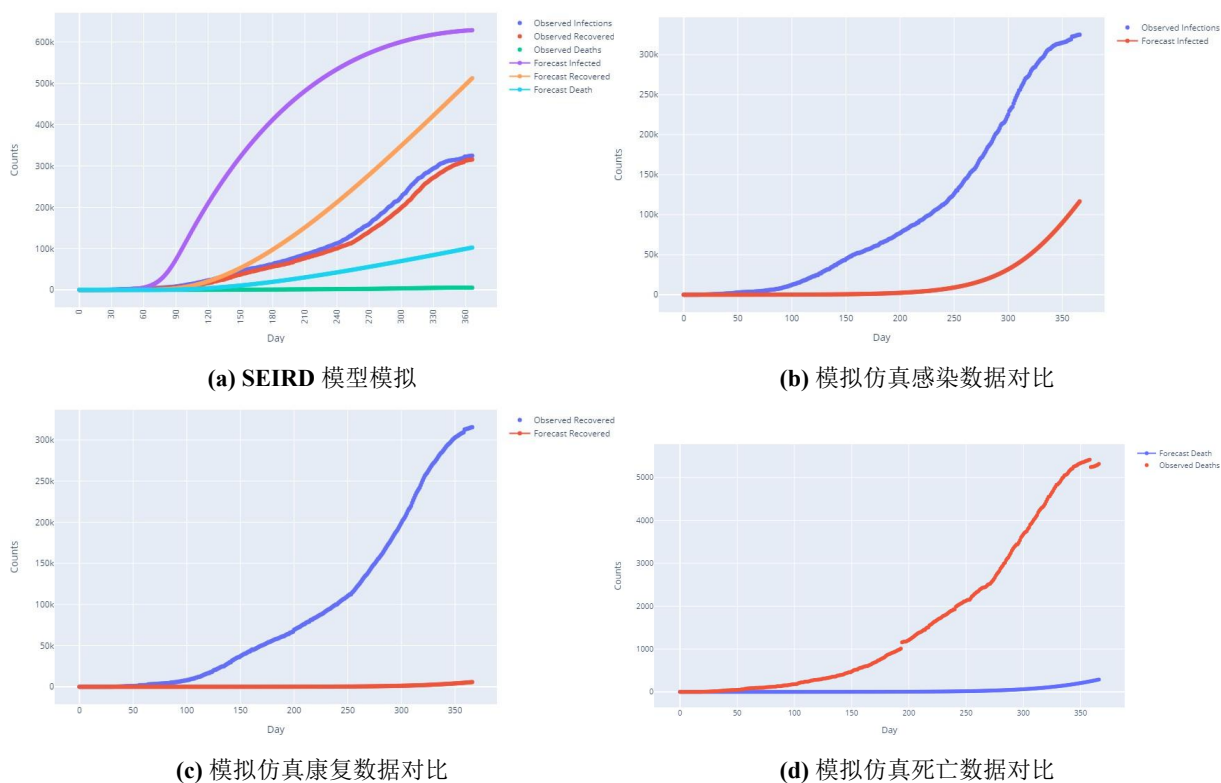 Observed Infections
Observed Recovered
Observed Deaths
Forecast Infected
Forecast Recovered
Forecast Death
600k
500k
400k
300k
200k
100k
0
Counts
0 30 60 90 120 150 180 210 240 270 300 330 360
Day
(a) SEIRD 模型模拟
Observed Infections
Forecast Infected
300k
250k
200k
150k
100k
50k
0
Counts
0 50 100 150 200 250 300 350
Day
(b) 模拟仿真感染数据对比
Observed Recovered
Forecast Recovered
300k
250k
200k
150k
100k
50k
0
Counts
0 50 100 150 200 250 300 350
Day
(c) 模拟仿真康复数据对比
Forecast Death
Observed Deaths
5000
4000
3000
2000
1000
0
Counts
0 50 100 150 200 250 300 350
Day
(d) 模拟仿真死亡数据对比